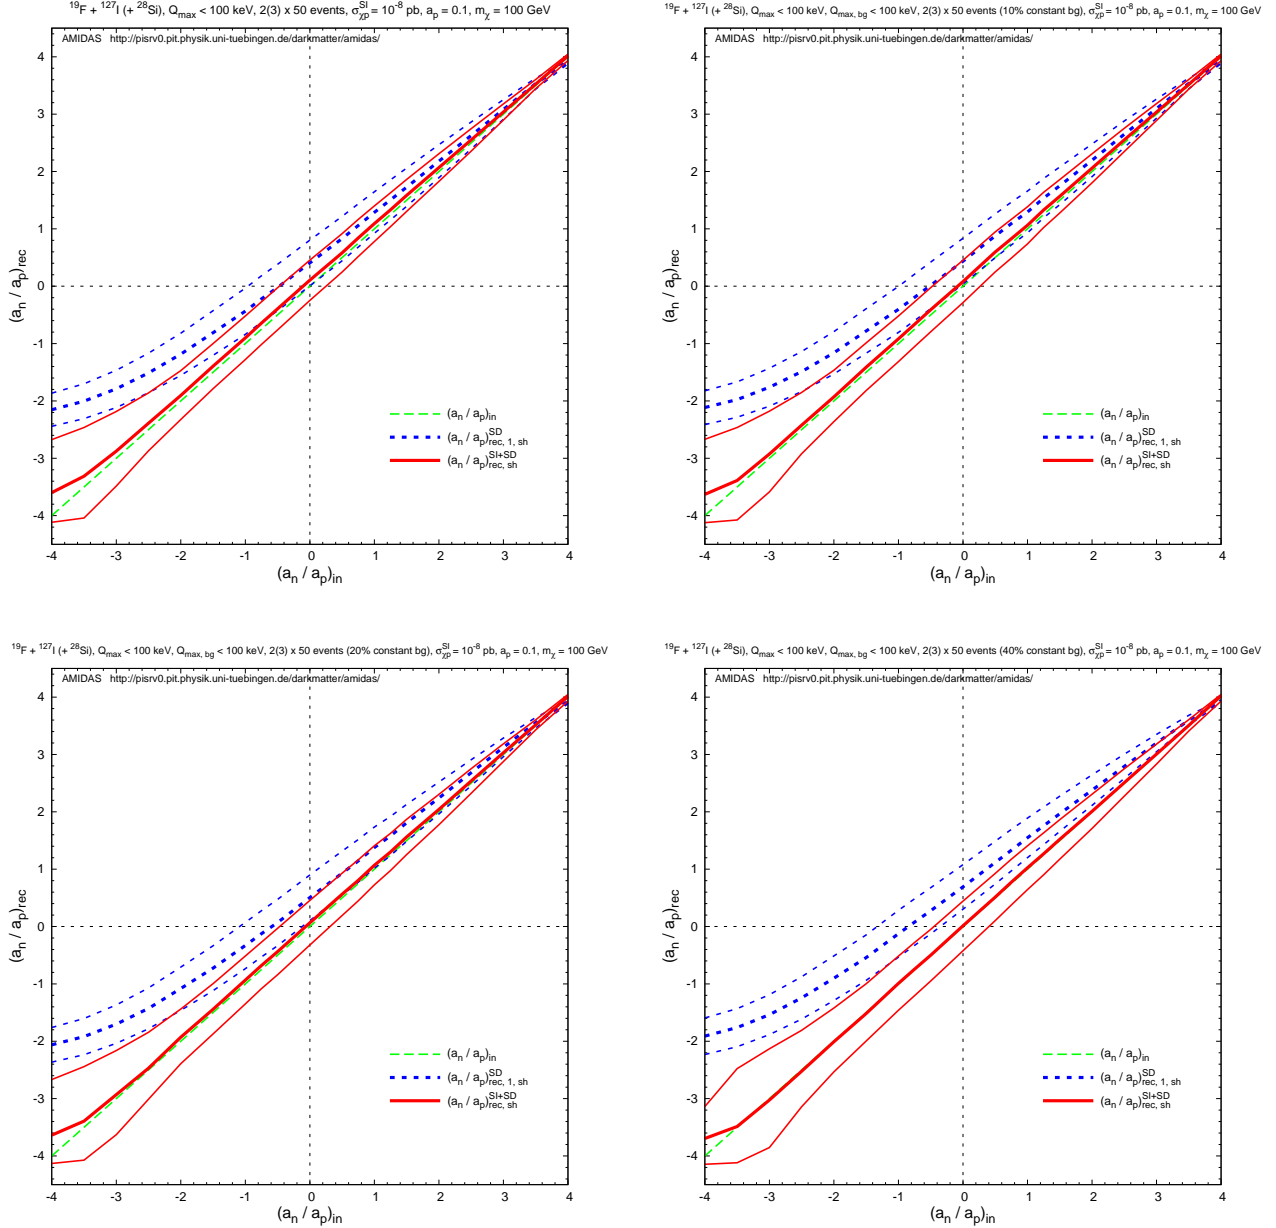 19F + 127I (+ 28Si), Qmax < 100 keV, 2(3) x 50 events, σχpSI = 10-8 pb, ap = 0.1, mχ = 100 GeV
AMIDAS http://pisrv0.pit.physik.uni-tuebingen.de/darkmatter/amidas/
4
3
2
1
0
-1
-2
-3
-4
(an / ap)rec
(an / ap)in
(an / ap)SDrec, 1, sh
(an / ap)SI+SDrec, sh
-4 -3 -2 -1 0 1 2 3 4
(an / ap)in
19F + 127I (+ 28Si), Qmax < 100 keV, Qmax, bg < 100 keV, 2(3) x 50 events (10% constant bg), σχpSI = 10-8 pb, ap = 0.1, mχ = 100 GeV
AMIDAS http://pisrv0.pit.physik.uni-tuebingen.de/darkmatter/amidas/
4
3
2
1
0
-1
-2
-3
-4
(an / ap)rec
(an / ap)in
(an / ap)SDrec, 1, sh
(an / ap)SI+SDrec, sh
-4 -3 -2 -1 0 1 2 3 4
(an / ap)in
19F + 127I (+ 28Si), Qmax < 100 keV, Qmax, bg < 100 keV, 2(3) x 50 events (20% constant bg), σχpSI = 10-8 pb, ap = 0.1, mχ = 100 GeV
AMIDAS http://pisrv0.pit.physik.uni-tuebingen.de/darkmatter/amidas/
4
3
2
1
0
-1
-2
-3
-4
(an / ap)rec
(an / ap)in
(an / ap)SDrec, 1, sh
(an / ap)SI+SDrec, sh
-4 -3 -2 -1 0 1 2 3 4
(an / ap)in
19F + 127I (+ 28Si), Qmax < 100 keV, Qmax, bg < 100 keV, 2(3) x 50 events (40% constant bg), σχpSI = 10-8 pb, ap = 0.1, mχ = 100 GeV
AMIDAS http://pisrv0.pit.physik.uni-tuebingen.de/darkmatter/amidas/
4
3
2
1
0
-1
-2
-3
-4
(an / ap)rec
(an / ap)in
(an / ap)SDrec, 1, sh
(an / ap)SI+SDrec, sh
-4 -3 -2 -1 0 1 2 3 4
(an / ap)in